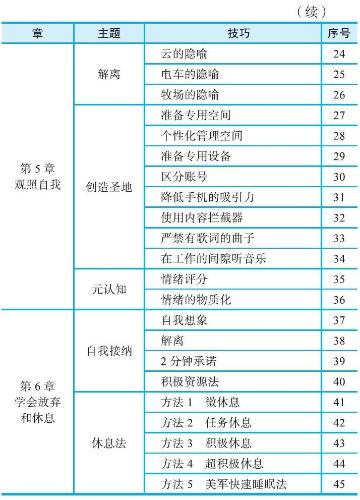 （续）
章 主题 技巧 序号
第5章
观照自我
解离
云的隐喻 24
电车的隐喻 25
牧场的隐喻 26
创造圣地
准备专用空间 27
个性化管理空间 28
准备专用设备 29
区分账号 30
降低手机的吸引力 31
使用内容拦截器 32
严禁有歌词的曲子 33
在工作的间隙听音乐 34
元认知
情绪评分 35
情绪的物质化 36
第6章
学会放弃
和休息
自我接纳
自我想象 37
解离 38
2分钟承诺 39
积极资源法 40
休息法
方法1 微休息 41
方法2 任务休息 42
方法3 积极休息 43
方法4 超积极休息 44
方法5 美军快速睡眠法 45